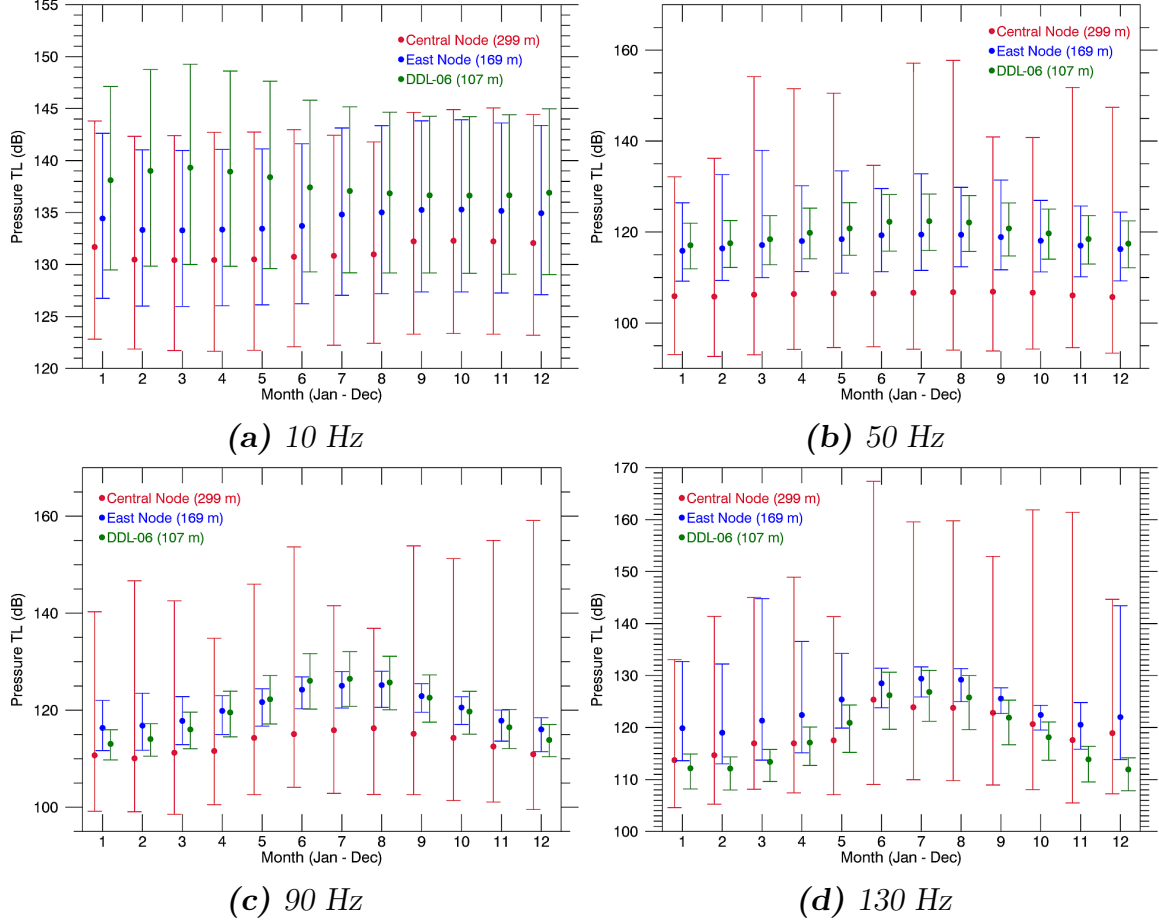 155
150
145
140
135
130
125
120
Pressure TL (dB)
Central Node (299 m)
East Node (169 m)
DDL-06 (107 m)
1 2 3 4 5 6 7 8 9 10 11 12
Month (Jan - Dec)
(a) 10 Hz
160
140
120
100
Pressure TL (dB)
Central Node (299 m)
East Node (169 m)
DDL-06 (107 m)
1 2 3 4 5 6 7 8 9 10 11 12
Month (Jan - Dec)
(b) 50 Hz
160
140
120
100
Pressure TL (dB)
Central Node (299 m)
East Node (169 m)
DDL-06 (107 m)
1 2 3 4 5 6 7 8 9 10 11 12
Month (Jan - Dec)
(c) 90 Hz
170
160
150
140
130
120
110
100
Pressure TL (dB)
Central Node (299 m)
East Node (169 m)
DDL-06 (107 m)
1 2 3 4 5 6 7 8 9 10 11 12
Month (Jan - Dec)
(d) 130 Hz